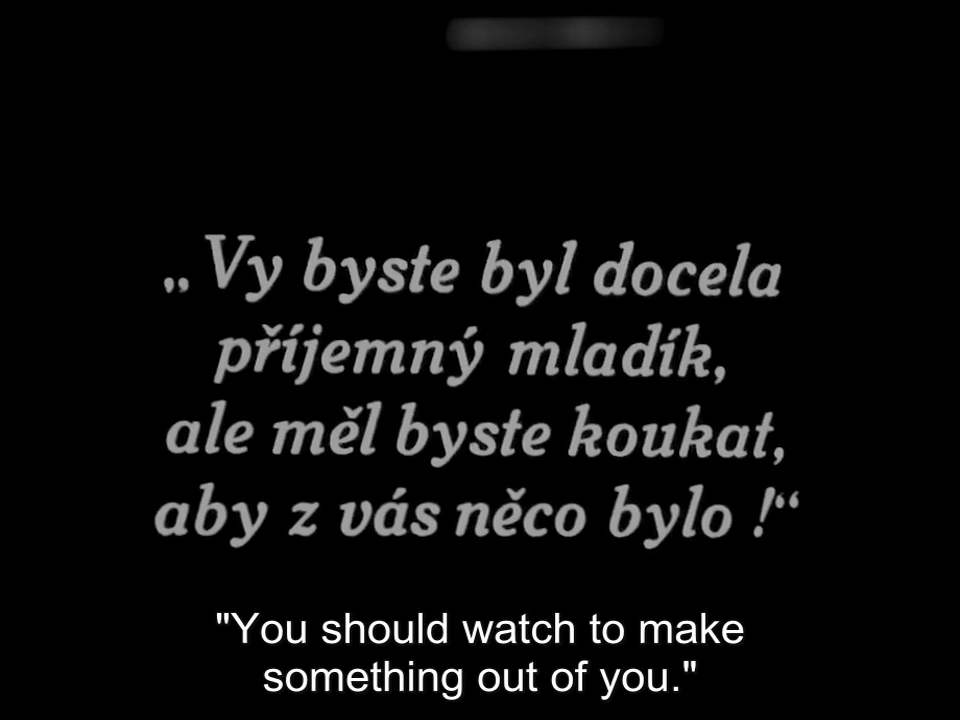 „Vy byste byl docela
příjemný mladík,
ale měl byste koukat,
aby z vás něco bylo !“
"You should watch to make
something out of you."